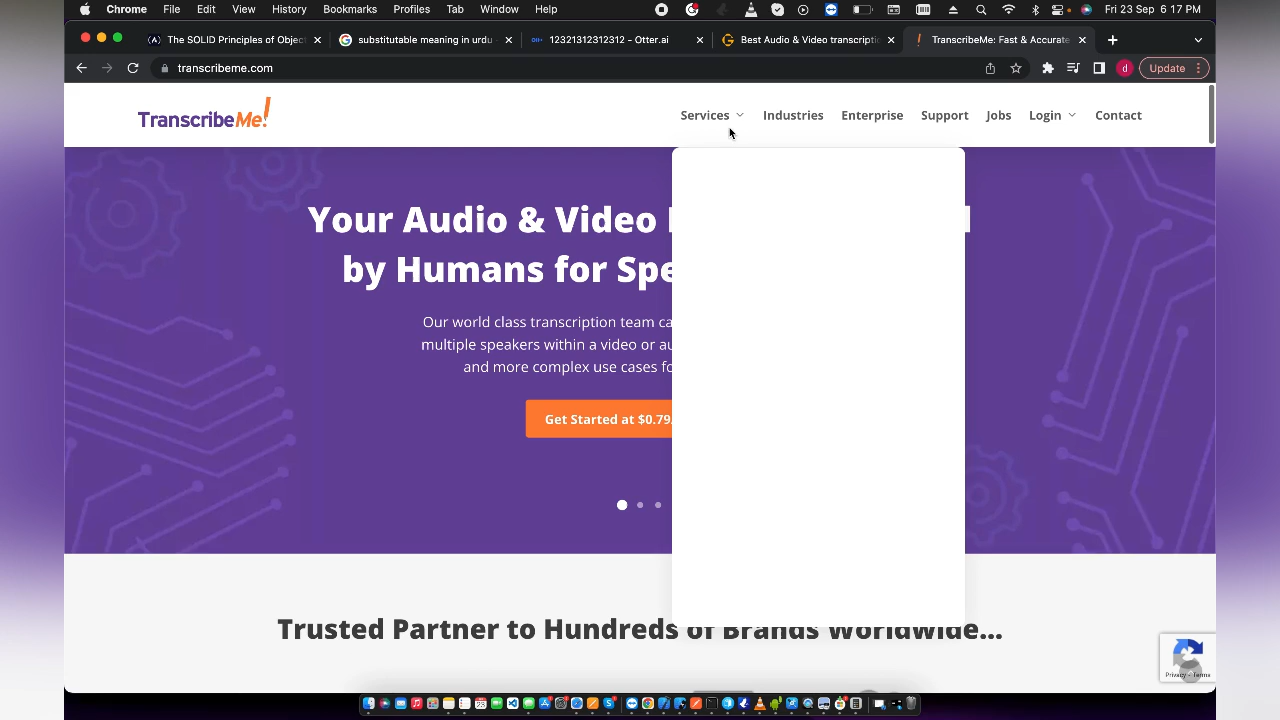 Chrome File Edit View History Bookmarks Profiles Tab Window Help Fri 23 Sep 6 17 PM
The SOLID Principles of Object substitutable meaning in urdu - 12321312312312 - Otter.ai Best Audio & Video transcriptio TranscribeMe: Fast & Accurate
transcribeme.com d Update
TranscribeMe! Services Industries Enterprise Support Jobs Login Contact
Your Audio & Video
by Humans for Spe
Our world class transcription team ca
multiple speakers within a video or au
and more complex use cases fo
Get Started at $0.79
Trusted Partner to Hundreds of Brands Worldwide...
Privacy - Terms